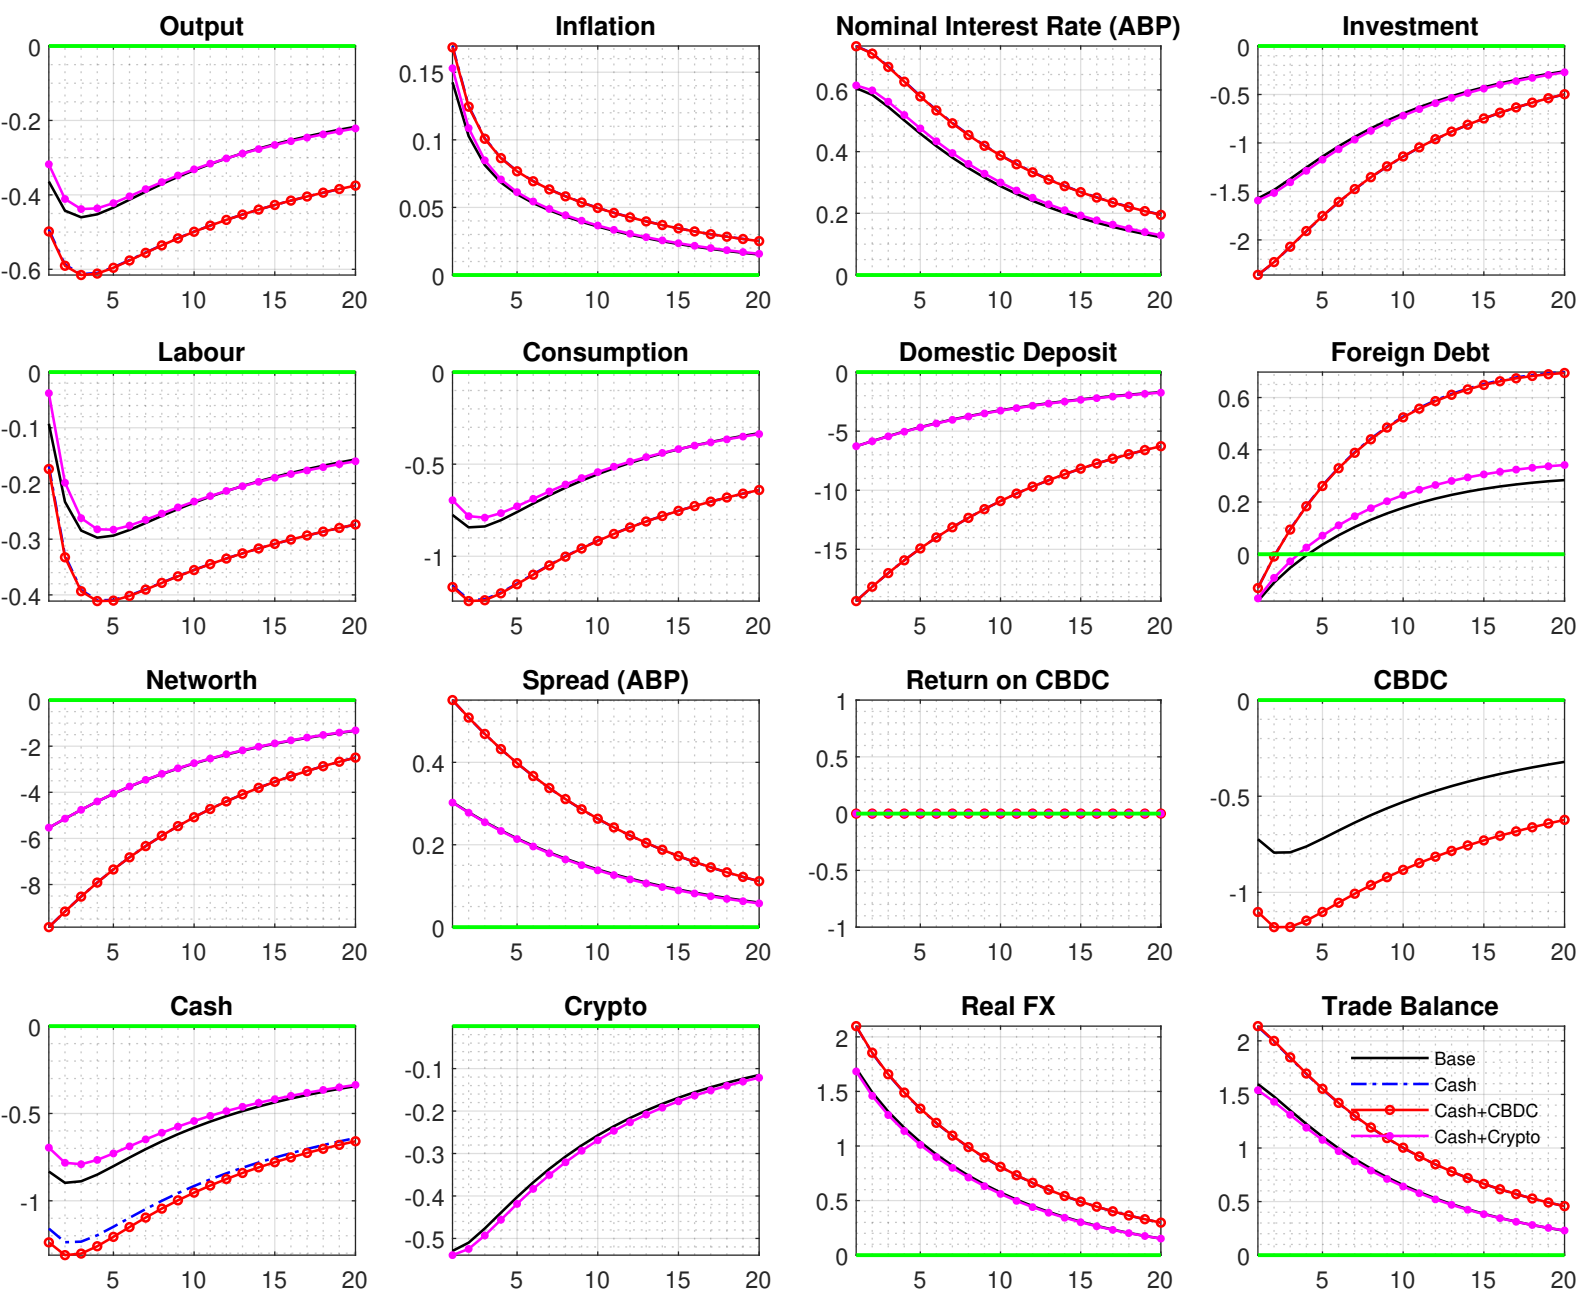 Output
Inflation
Nominal Interest Rate (ABP)
Investment
0
-0.2
-0.4
-0.6
5 10 15 20
0.15
0.1
0.05
0
5 10 15 20
0.6
0.4
0.2
0
5 10 15 20
0
-0.5
-1
-1.5
-2
5 10 15 20
Labour
Consumption
Domestic Deposit
Foreign Debt
0
-0.1
-0.2
-0.3
-0.4
5 10 15 20
0
-0.5
-1
5 10 15 20
0
-5
-10
-15
5 10 15 20
0.6
0.4
0.2
0
5 10 15 20
Networth
Spread (ABP)
Return on CBDC
CBDC
0
-2
-4
-6
-8
5 10 15 20
0.4
0.2
0
5 10 15 20
1
0.5
0
-0.5
-1
5 10 15 20
0
-0.5
-1
5 10 15 20
Cash
Crypto
Real FX
Trade Balance
0
-0.5
-1
5 10 15 20
-0.1
-0.2
-0.3
-0.4
-0.5
5 10 15 20
2
1.5
1
0.5
0
5 10 15 20
2
1.5
1
0.5
0
5 10 15 20
Base
Cash
Cash+CBDC
Cash+Crypto